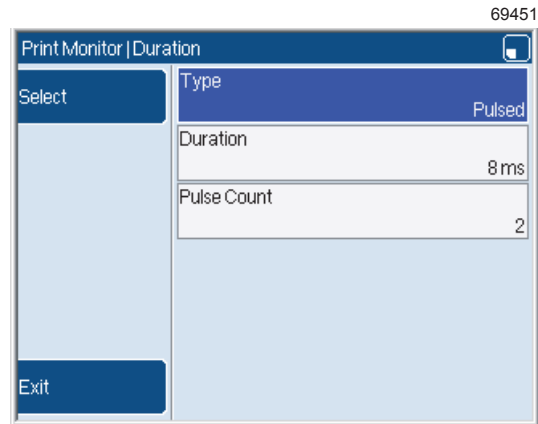 69451
Print Monitor | Duration
Select
Type
Pulsed
Duration
8 ms
Pulse Count
2
Exit